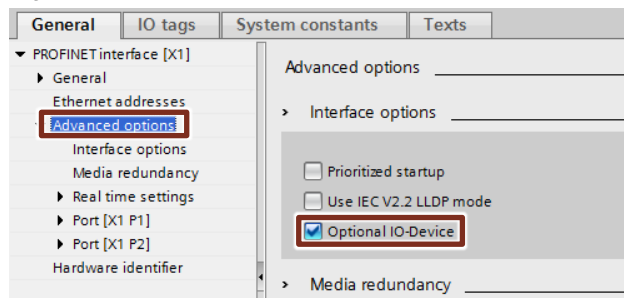 General
IO tags
System constants
Texts
PROFINET interface [X1]
General
Ethernet addresses
Advanced options
Interface options
Media redundancy
Real time settings
Port [X1 P1]
Port [X1 P2]
Hardware identifier
Advanced options
Interface options
Prioritized startup
Use IEC V2.2 LLDP mode
Optional IO-Device
Media redundancy